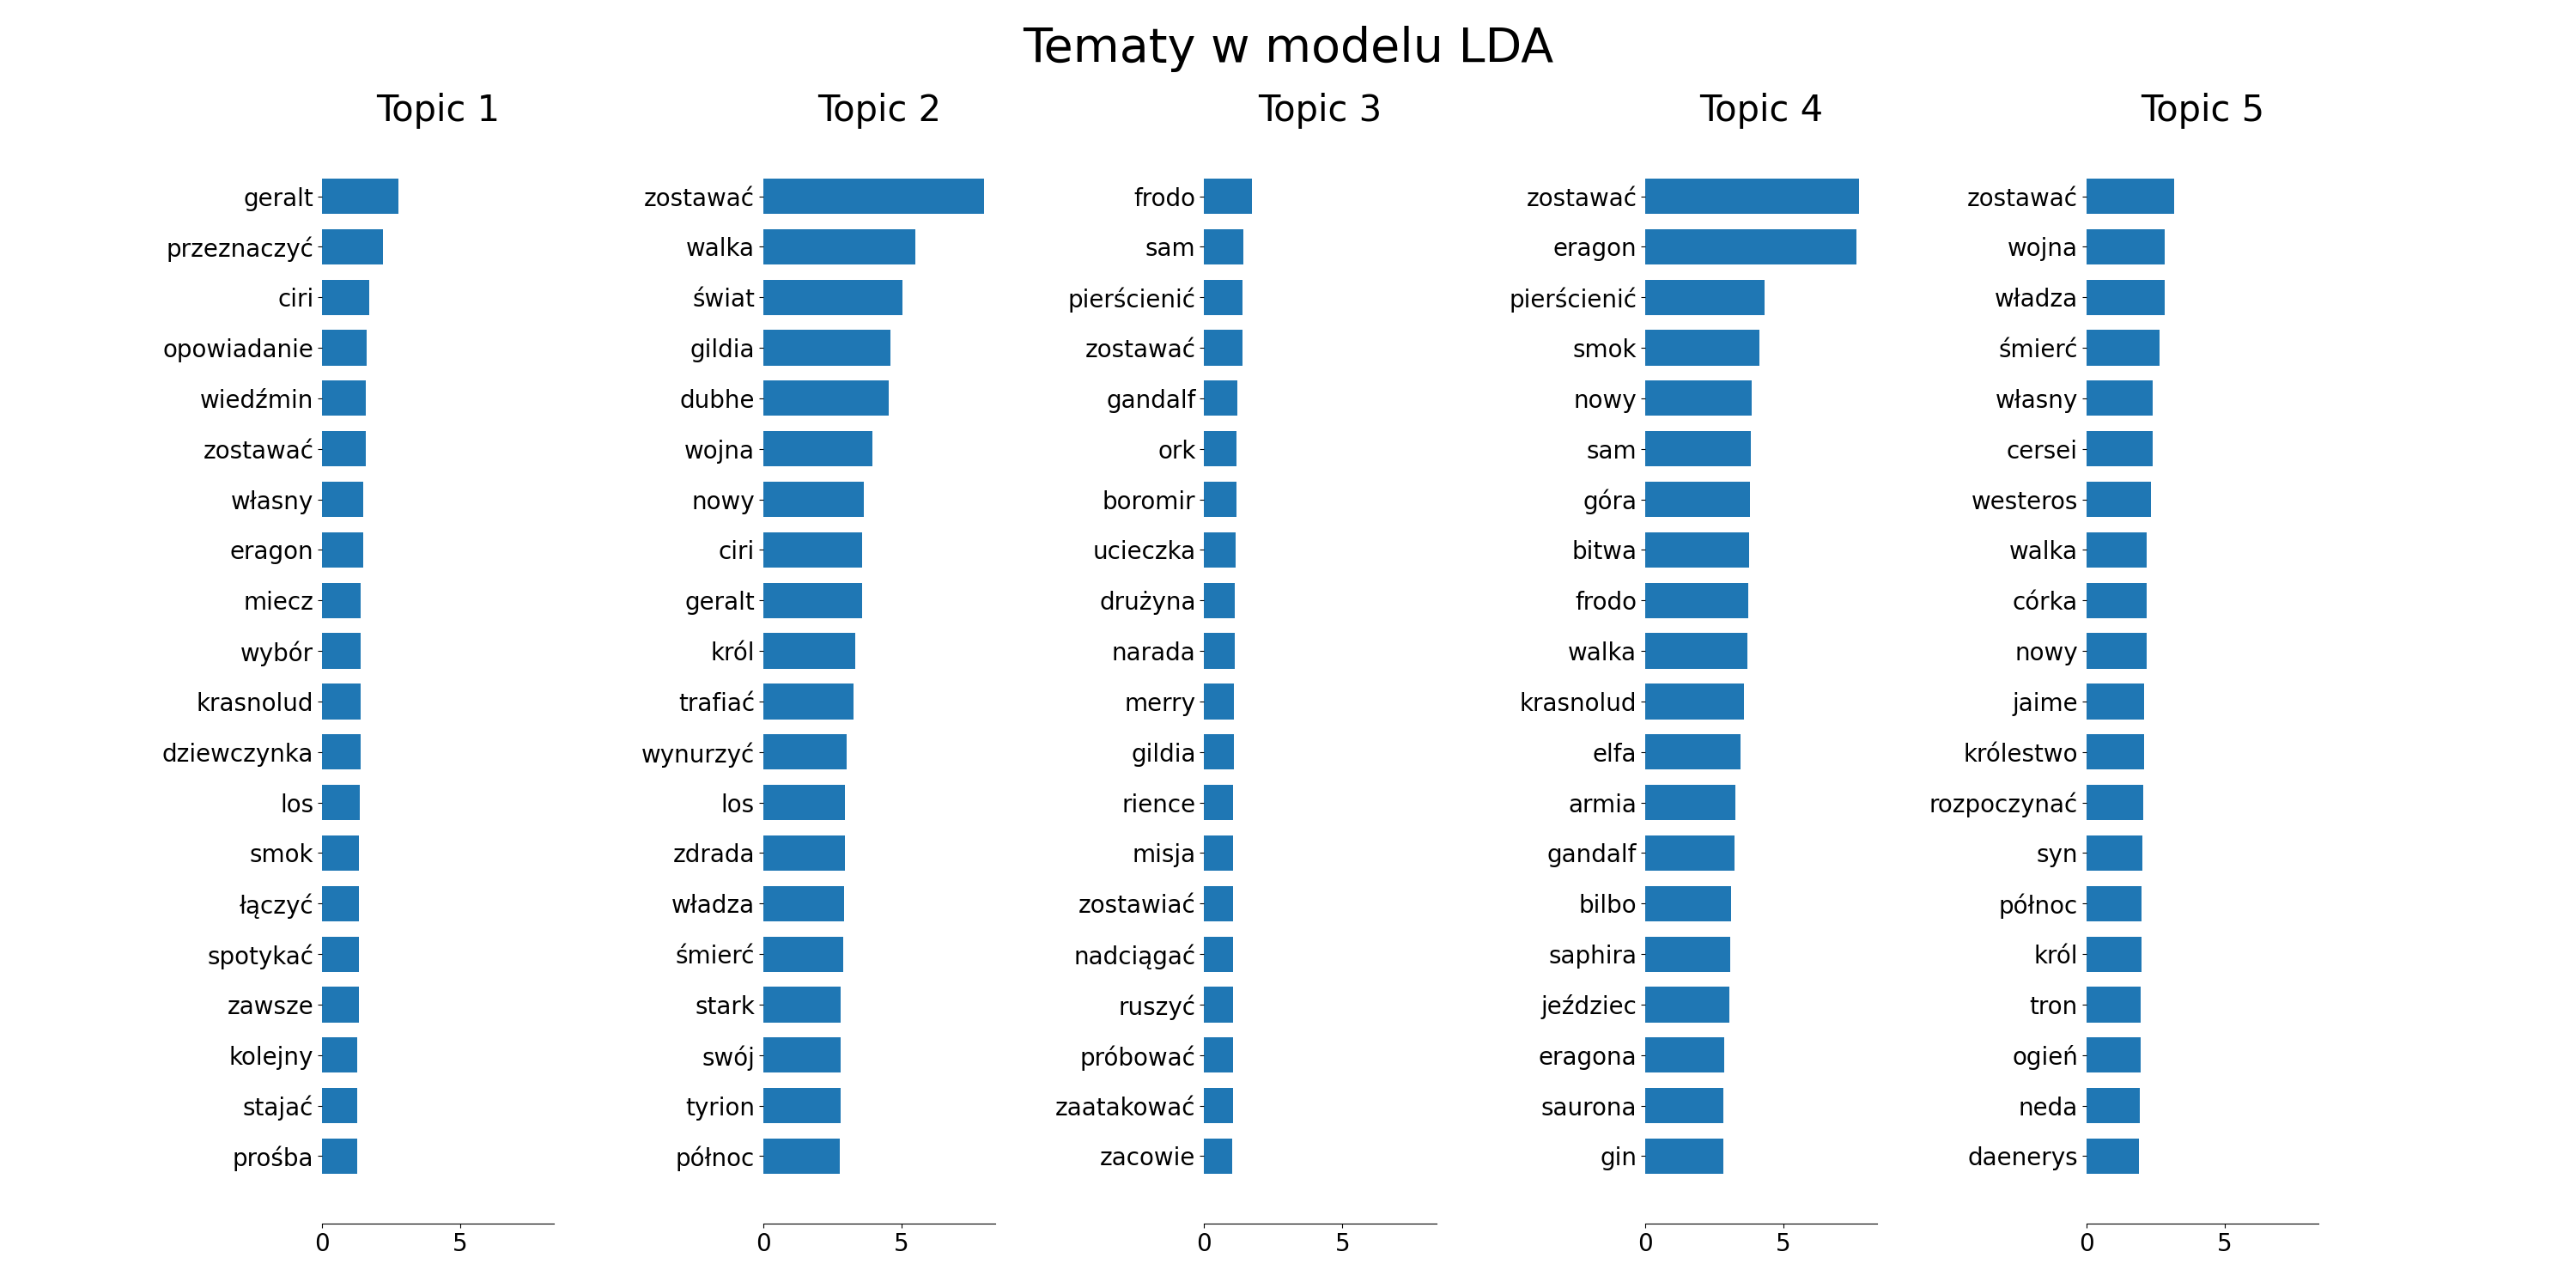 Tematy w modelu LDA
Topic 1
geralt
przeznaczyć
ciri
opowiadanie
wiedźmin
zostawać
własny
eragon
miecz
wybór
krasnolud
dziewczynka
los
smok
łączyć
spotykać
zawsze
kolejny
stajać
prośba
0 5
Topic 2
zostawać
walka
świat
gildia
dubhe
wojna
nowy
ciri
geralt
król
trafiać
wynurzyć
los
zdrada
władza
śmierć
stark
swój
tyrion
północ
0 5
Topic 3
frodo
sam
pierścienić
zostawać
gandalf
ork
boromir
ucieczka
drużyna
narada
merry
gildia
rience
misja
zostawiać
nadciągać
ruszyć
próbować
zaatakować
zacowie
0 5
Topic 4
zostawać
eragon
pierścienić
smok
nowy
sam
góra
bitwa
frodo
walka
krasnolud
elfa
armia
gandalf
bilbo
saphira
jeździec
eragona
saurona
gin
0 5
Topic 5
zostawać
wojna
władza
śmierć
własny
cersei
westeros
walka
córka
nowy
jaime
królestwo
rozpoczynać
syn
północ
król
tron
ogień
neda
daenerys
0 5